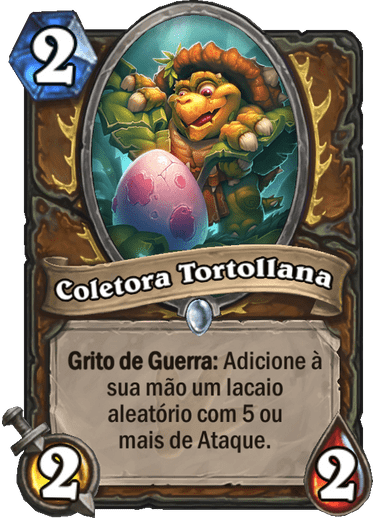 2
Coletora Tortollana
Grito de Guerra: Adicione à
sua mão um lacaio
aleatório com 5 ou
mais de Ataque.
2
2